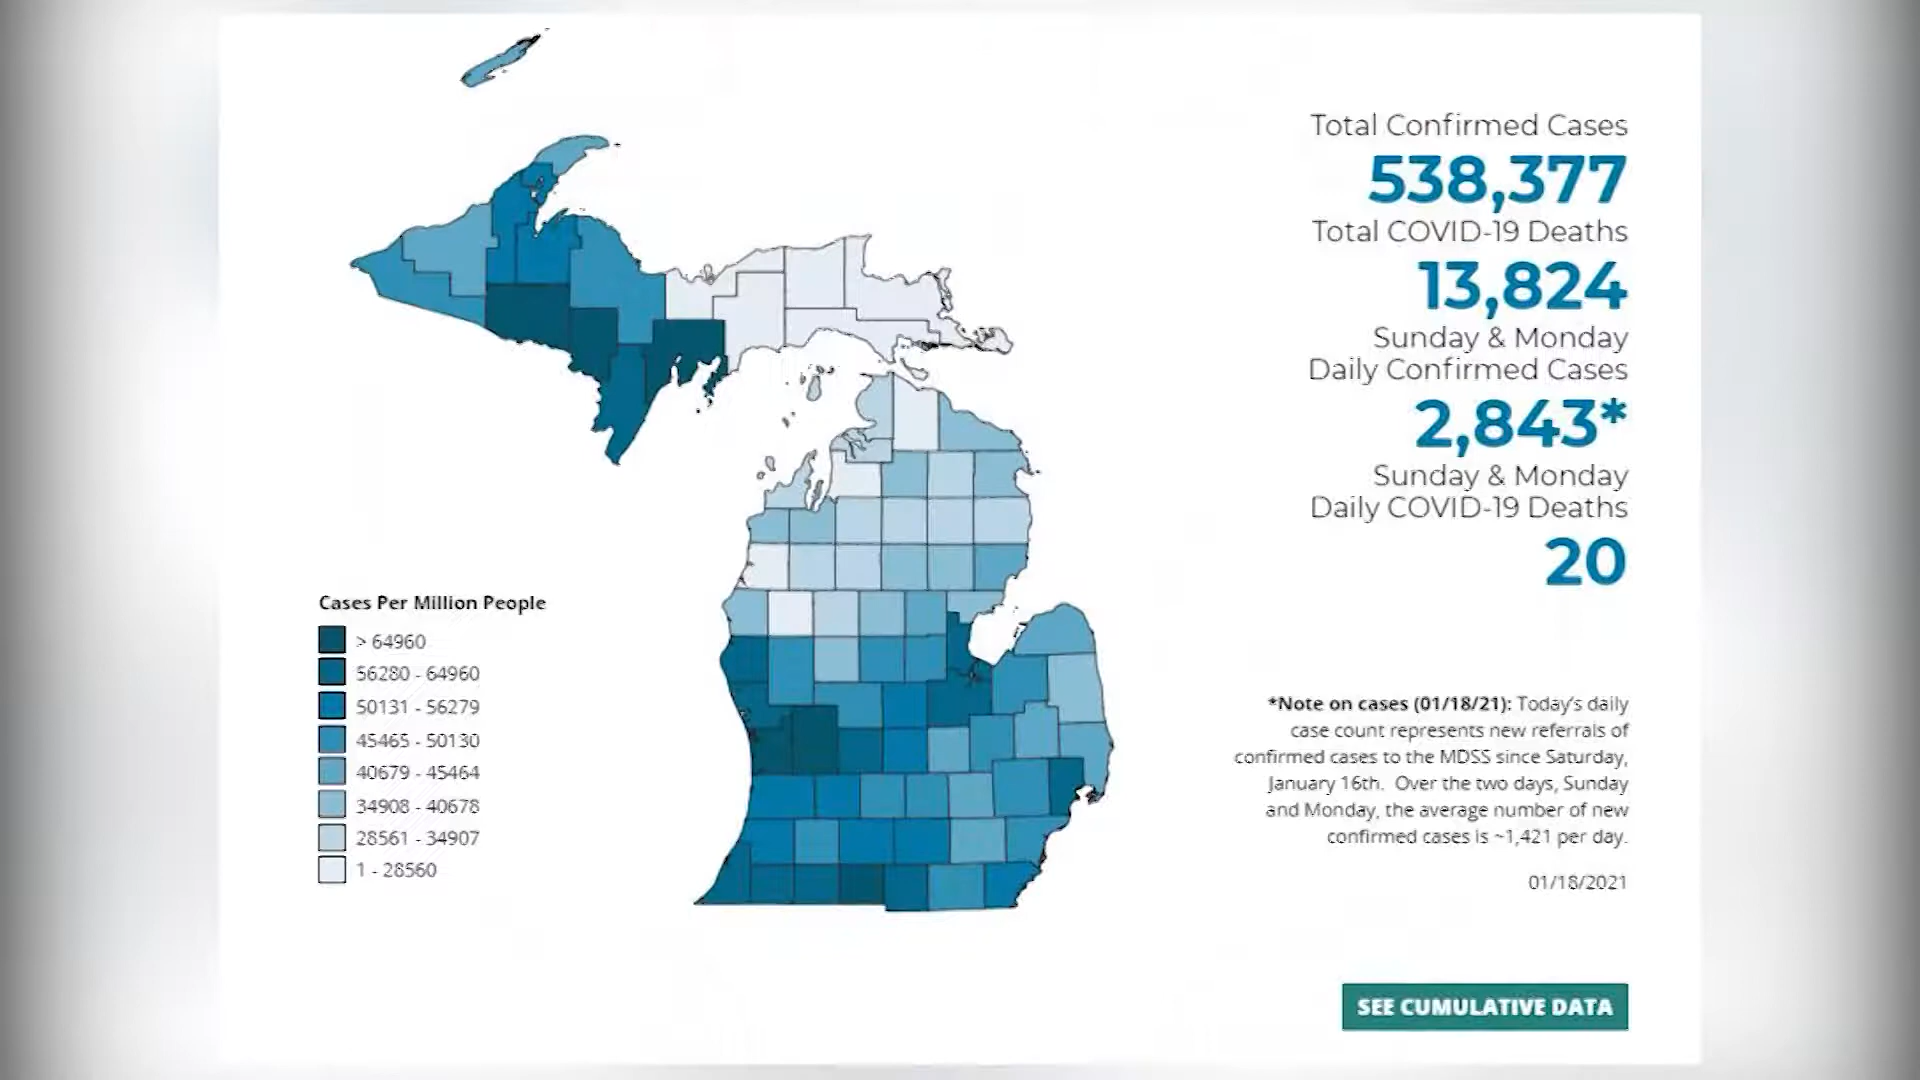 Total Confirmed Cases
538,377
Total COVID-19 Deaths
13,824
Sunday & Monday
Daily Confirmed Cases
2,843*
Sunday & Monday
Daily COVID-19 Deaths
20
Cases Per Million People
> 64960
56280 - 64960
50131 - 56279
45465 - 50130
40679 - 45464
34908 - 40678
28561 - 34907
1 - 28560
*Note on cases (01/18/21): Today's daily
case count represents new referrals of
confirmed cases to the MDSS since Saturday,
January 16th. Over the two days, Sunday
and Monday, the average number of new
confirmed cases is ~1,421 per day.
01/18/2021
SEE CUMULATIVE DATA